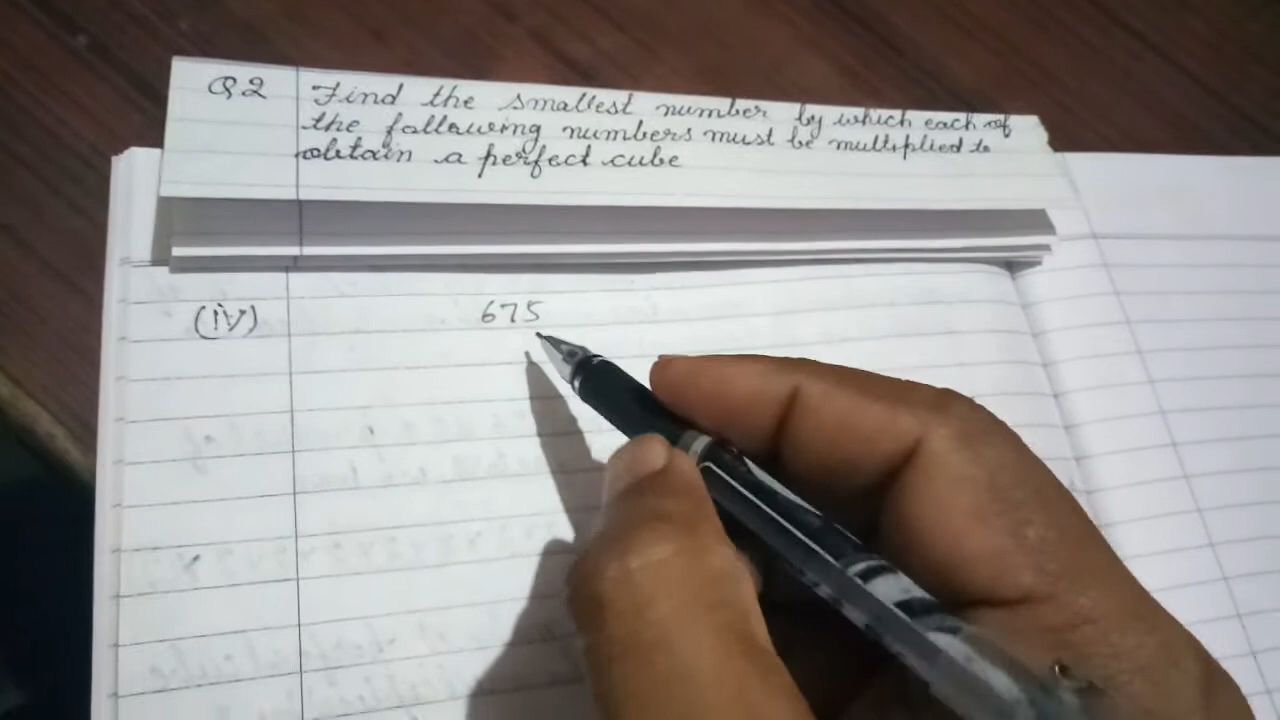 Q2 Find the smallest number by which each of
the following numbers must be multiplied to
obtain a perfect cube
(iv) 675